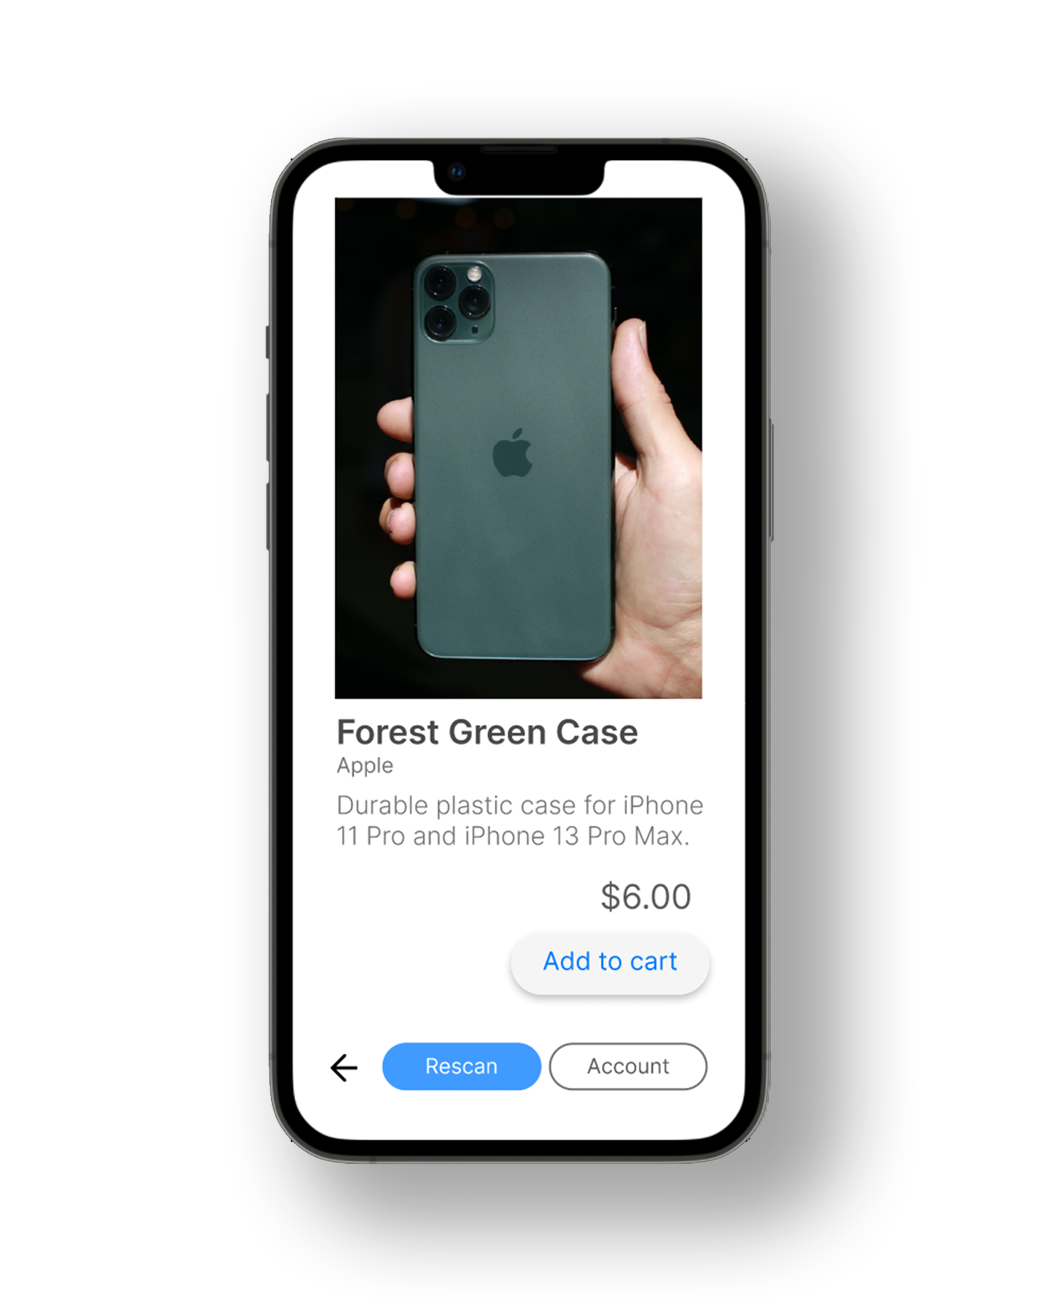 Forest Green Case
Apple
Durable plastic case for iPhone
11 Pro and iPhone 13 Pro Max.
$6.00
Add to cart
Rescan
Account